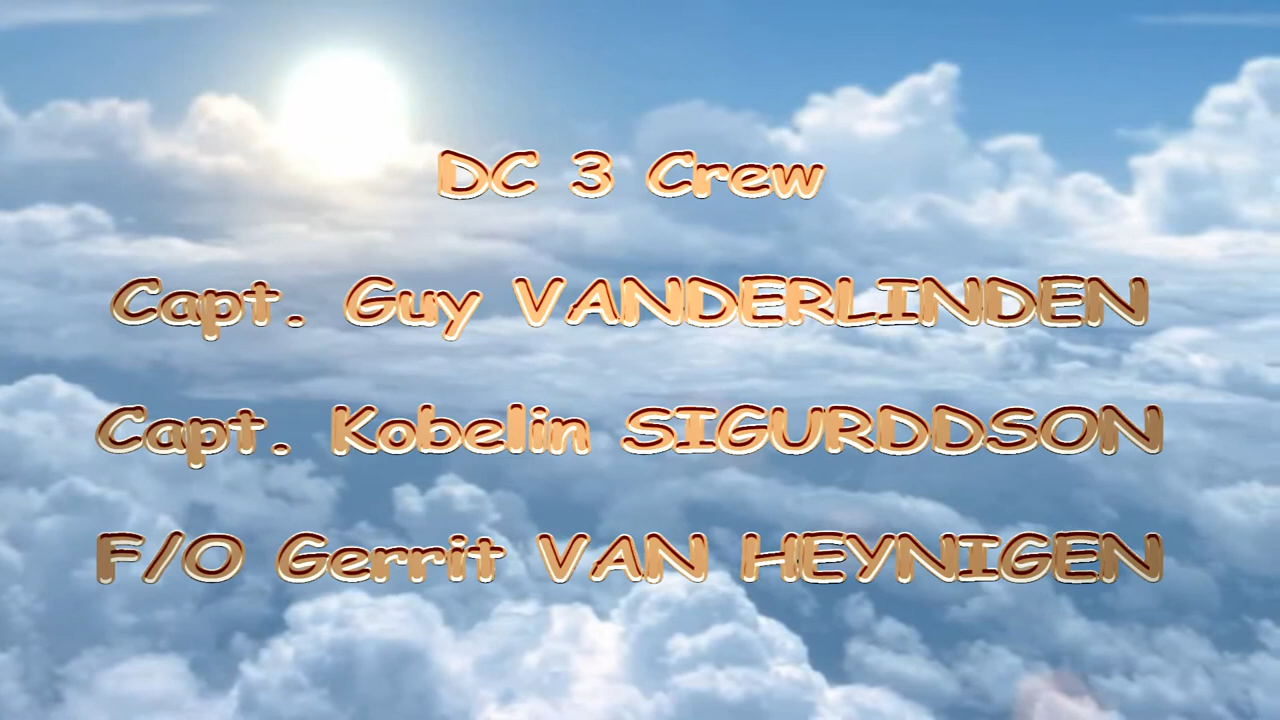 DC 3 Crew
Capt. Guy VANDERLINDEN
Capt. Kobelin SIGURDDSON
F/O Gerrit VAN HEYNIGEN